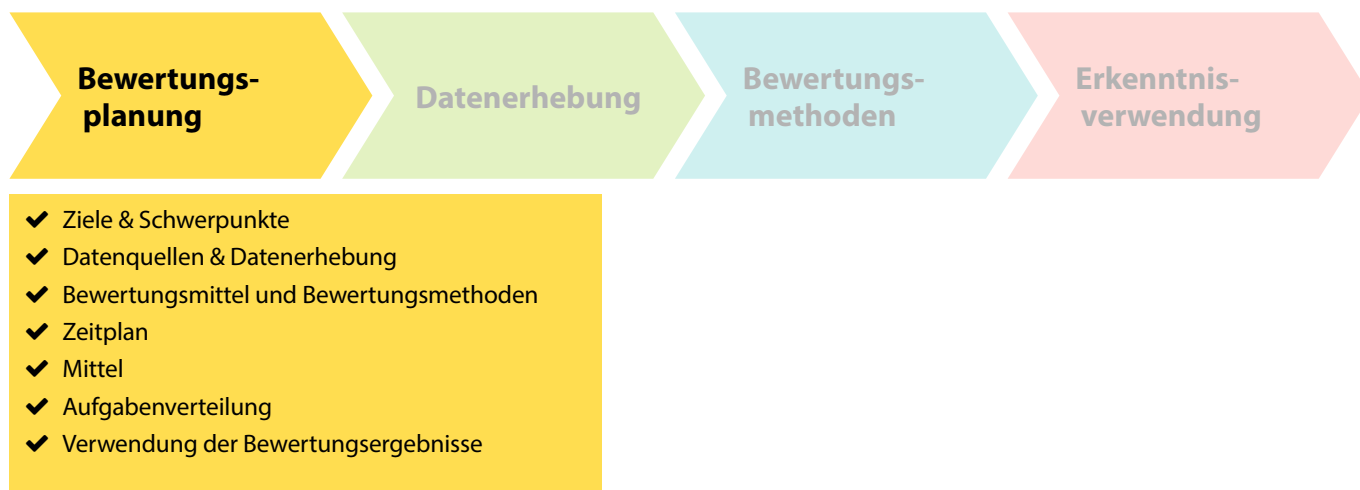 Bewertungs-
planung
Datenerhebung
Bewertungs-
methoden
Erkenntnis-
verwendung
✔ Ziele & Schwerpunkte
✔ Datenquellen & Datenerhebung
✔ Bewertungsmittel und Bewertungsmethoden
✔ Zeitplan
✔ Mittel
✔ Aufgabenverteilung
✔ Verwendung der Bewertungsergebnisse